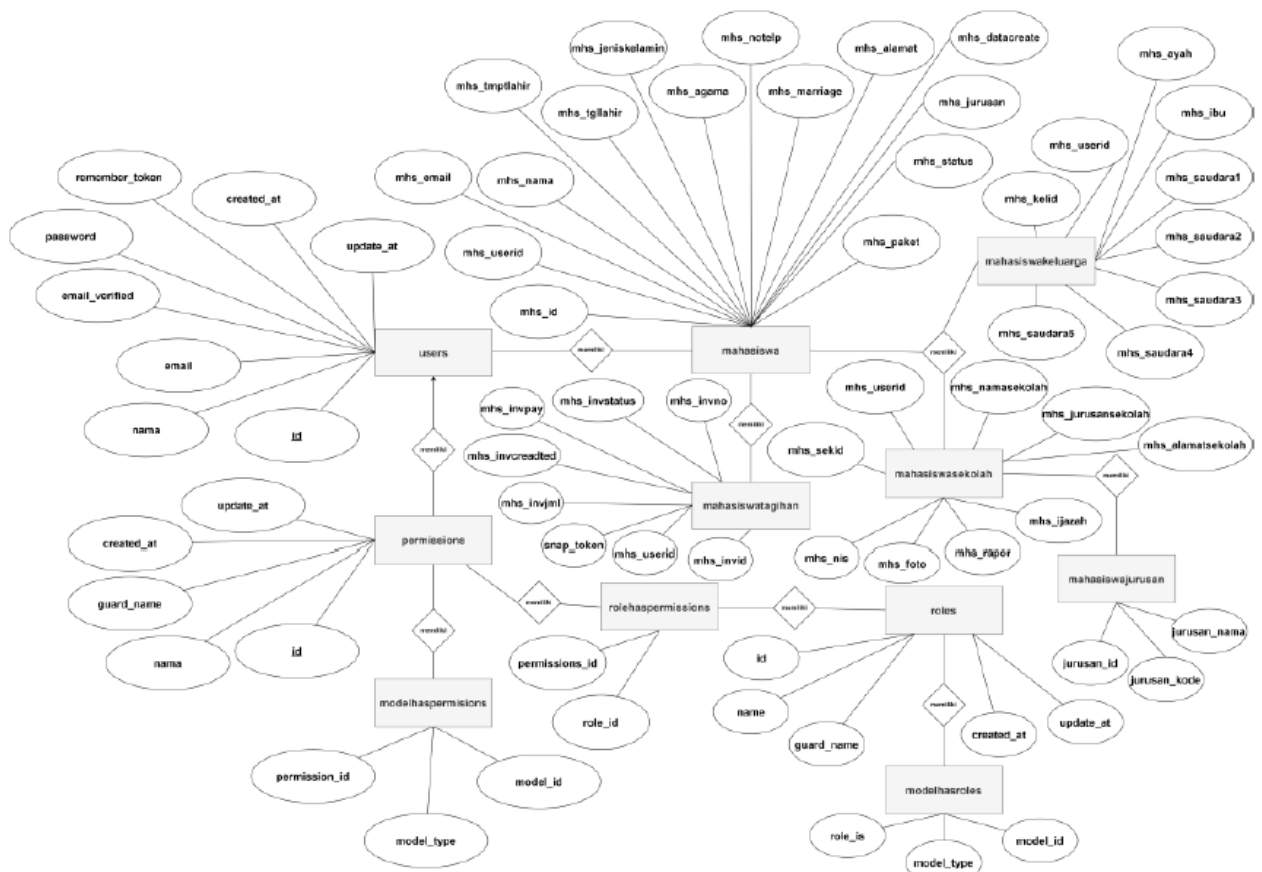 mhs_notelp
mhs_datacreate
mhs_jeniskelamin
mhs_alamat
mhs_ayah
mhs_tmptlahir
mhs_agama
mhs_marriage
mhs_jurusan
mhs_tgllahir
mhs_ibu
mhs_userid
mhs_status
remember_token
mhs_email
mhs_nama
mhs_saudara1
created_at
mhs_kelid
password
update_at
mhs_paket
mhs_saudara2
mhs_userid
mahasiswakeluarga
email_verified
mhs_saudara3
mhs_id
mhs_saudara5
users
memiliki
mahasiswa
memiliki
mhs_saudara4
email
mhs_userid
mhs_namasekolah
mhs_invpay
mhs_invstatus
mhs_invno
mhs_jurusansekolah
nama
id
memiliki
memiliki
mhs_alamatsekolah
mhs_invcreadted
mhs_sekid
mahasiswasekolah
memiliki
update_at
mhs_invjml
mahasiswatagihan
created_at
permissions
snap_token
mhs_userid
mhs_invid
mhs_nis
mhs_foto
mhs_rapor
mhs_ijazah
mahasiswajurusan
guard_name
memiliki
rolehaspermissions
memiliki
roles
id
memiliki
jurusan_nama
nama
permissions_id
id
jurusan_id
jurusan_kode
modelhaspermisions
role_id
name
memiliki
update_at
guard_name
created_at
permission_id
model_id
modelhasroles
model_type
role_is
model_type
model_id